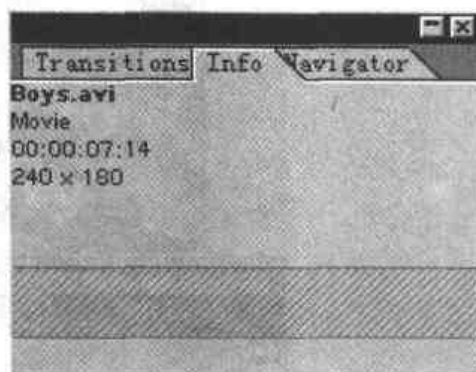 Transitions Info Navigator
Boys.avi
Movie
00:00:07:14
240 × 180